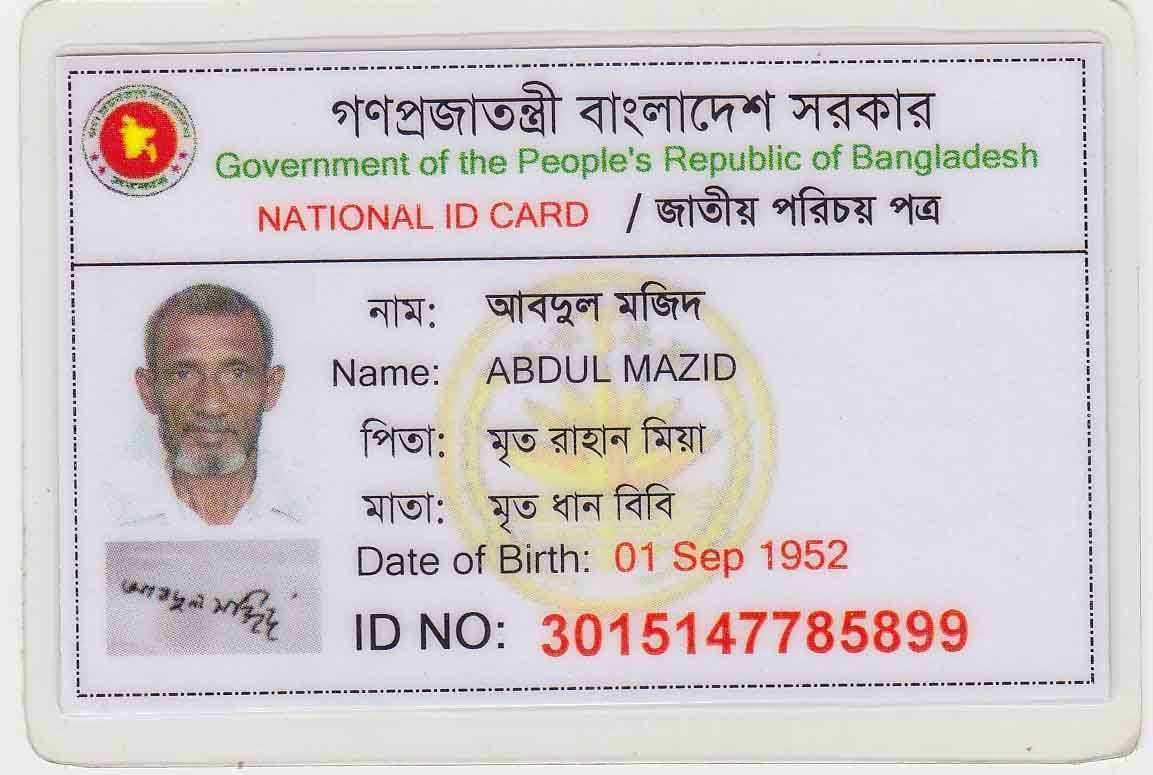 গণপ্রজাতন্ত্রী বাংলাদেশ সরকার
Government of the People's Republic of Bangladesh
NATIONAL ID CARD / জাতীয় পরিচয় পত্র
নাম: আবদুল মজিদ
Name: ABDUL MAZID
পিতা: মৃত রাহান মিয়া
মাতা: মৃত ধান বিবি
Date of Birth: 01 Sep 1952
আবদুল মজিদ
ID NO: 3015147785899